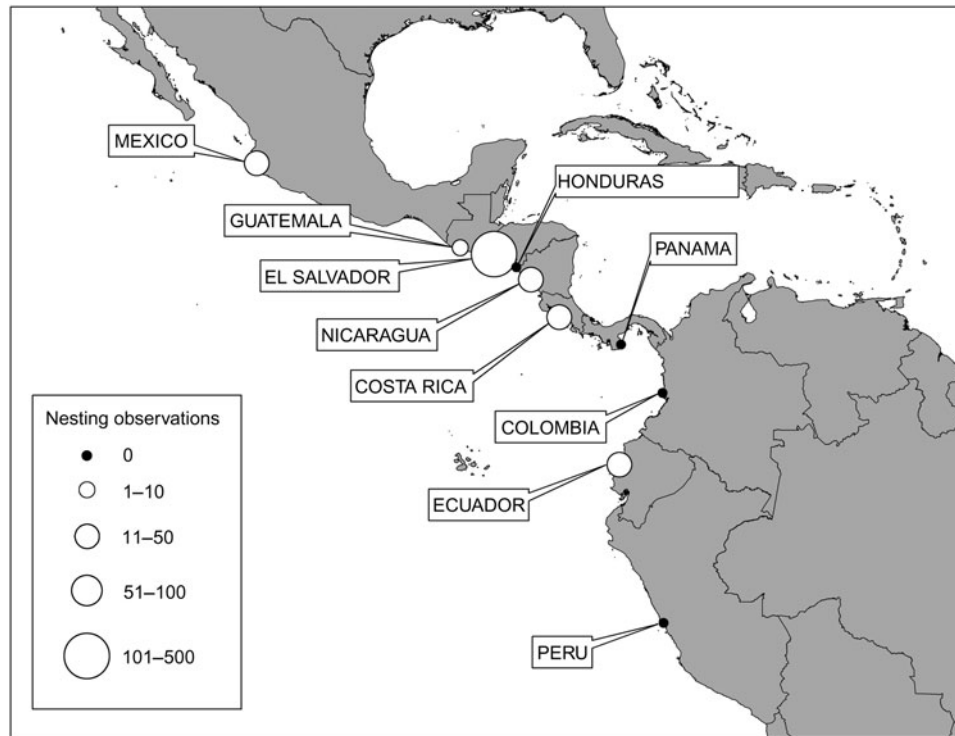 MEXICO
HONDURAS
GUATEMALA
PANAMA
EL SALVADOR
NICARAGUA
COSTA RICA
COLOMBIA
ECUADOR
PERU
Nesting observations
0
1–10
11–50
51–100
101–500